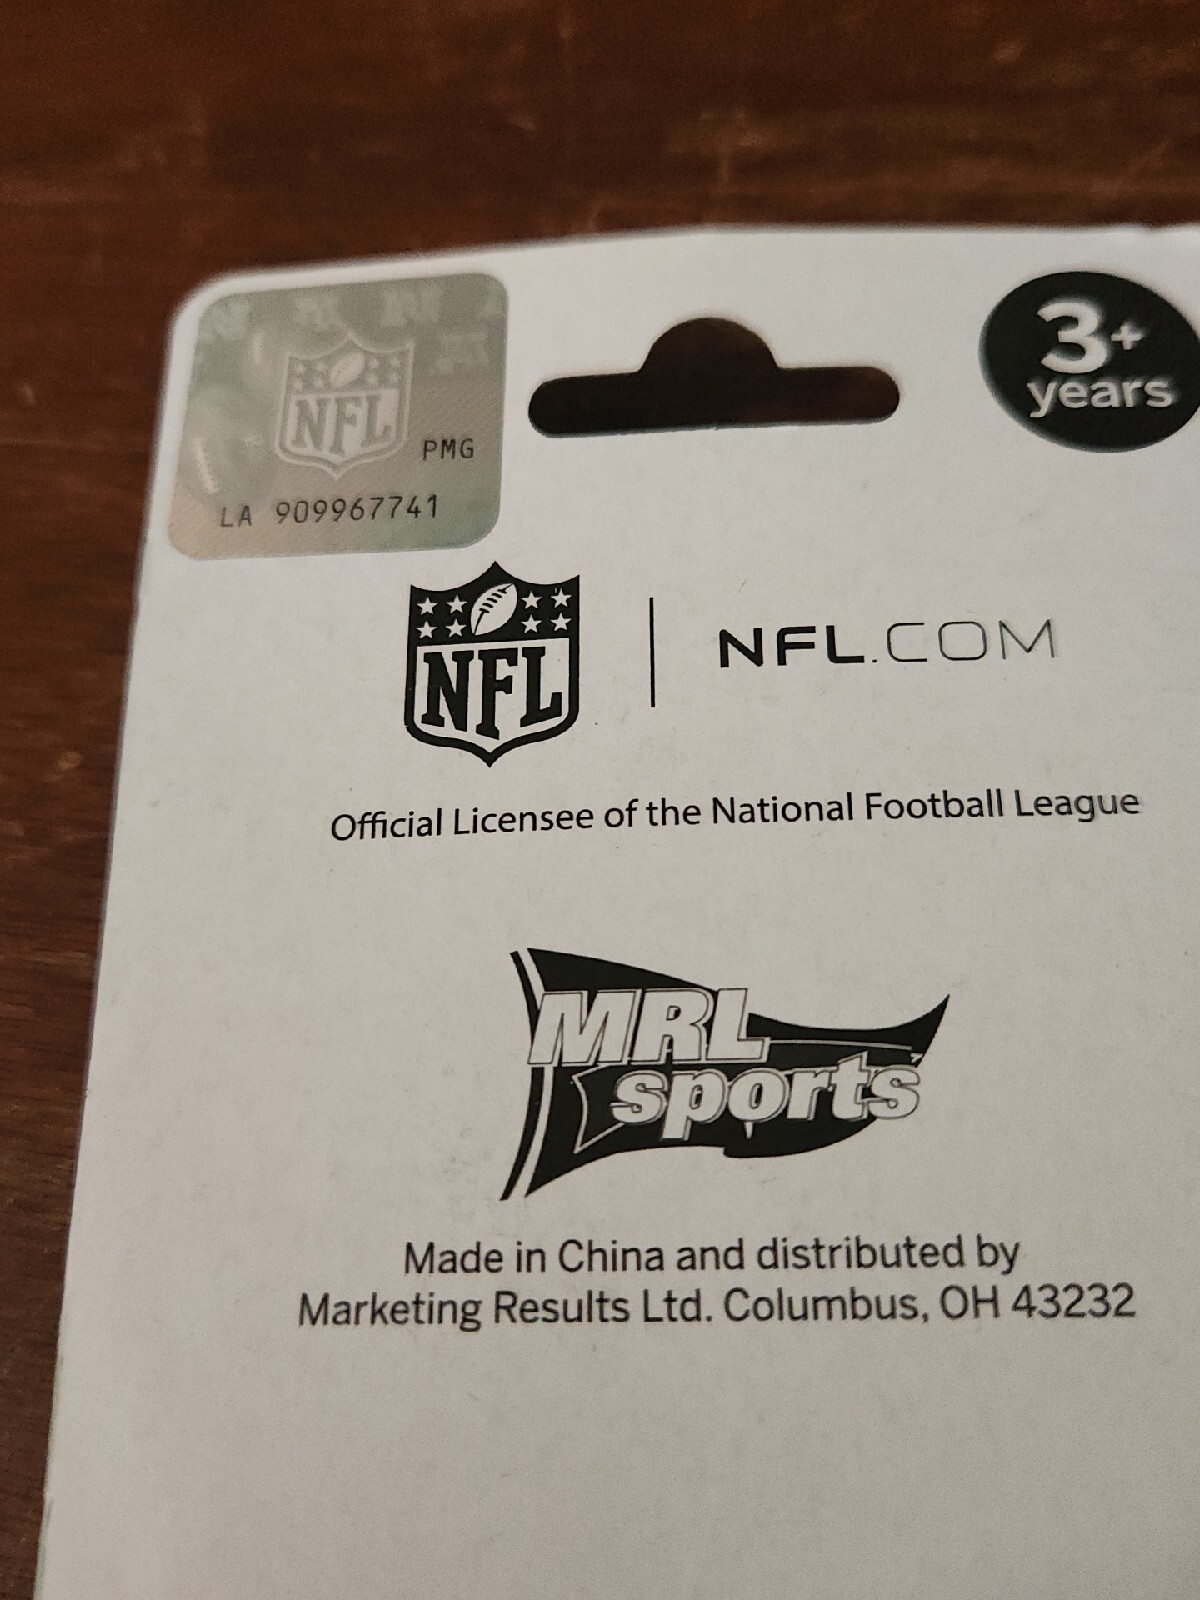 NFL
PMG
LA 909967741
3+
years
NFL
NFL.COM
Official Licensee of the National Football League
MRL
sports
Made in China and distributed by
Marketing Results Ltd. Columbus, OH 43232